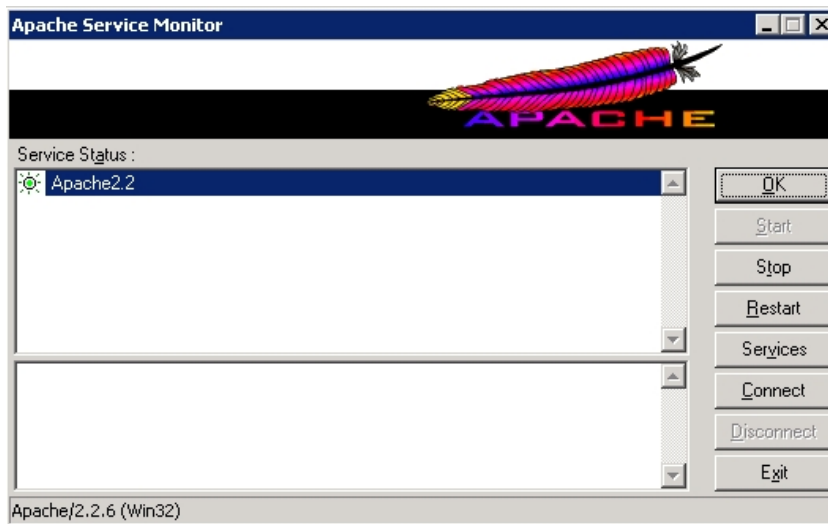 Apache Service Monitor
APACHE
Service Status :
Apache2.2
OK
Start
Stop
Restart
Services
Connect
Disconnect
Exit
Apache/2.2.6 (Win32)